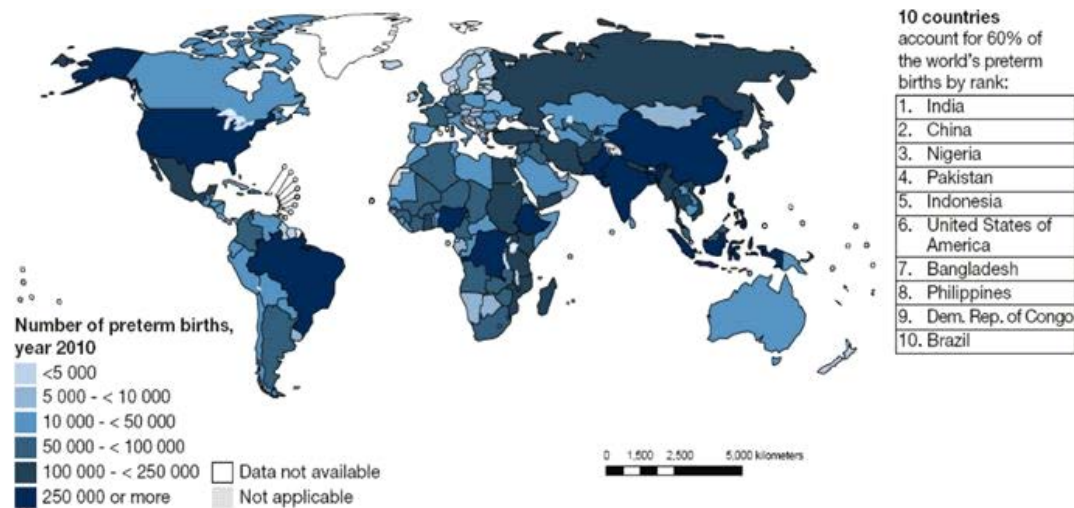 10 countries
account for 60% of
the world's preterm
births by rank:
1. India
2. China
3. Nigeria
4. Pakistan
5. Indonesia
6. United States of
America
7. Bangladesh
8. Philippines
9. Dem. Rep. of Congo
10. Brazil
Number of preterm births,
year 2010
<5 000
5 000 - < 10 000
10 000 - < 50 000
50 000 - < 100 000
100 000 - < 250 000
250 000 or more
Data not available
Not applicable
0 1,500 2,500 5,000 kilometers